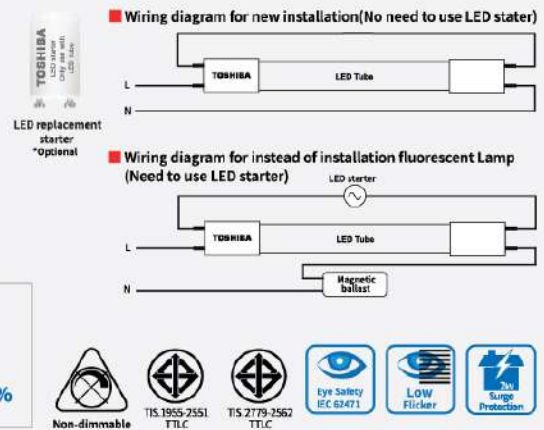 Wiring diagram for new installation(No need to use LED stater)
TOSHIBA
LED starter
Only use with
LED tube
LED replacement
starter
*Optional
TOSHIBA
LED Tube
L
N
Wiring diagram for instead of installation fluorescent Lamp
(Need to use LED starter)
LED starter
TOSHIBA
LED Tube
L
N
Magnetic
ballast
%
Non-dimmable
TIS.1955-2551
TTLC
TIS.2779-2562
TTLC
Eye Safety
IEC 62471
Low
Flicker
Surge
Protection